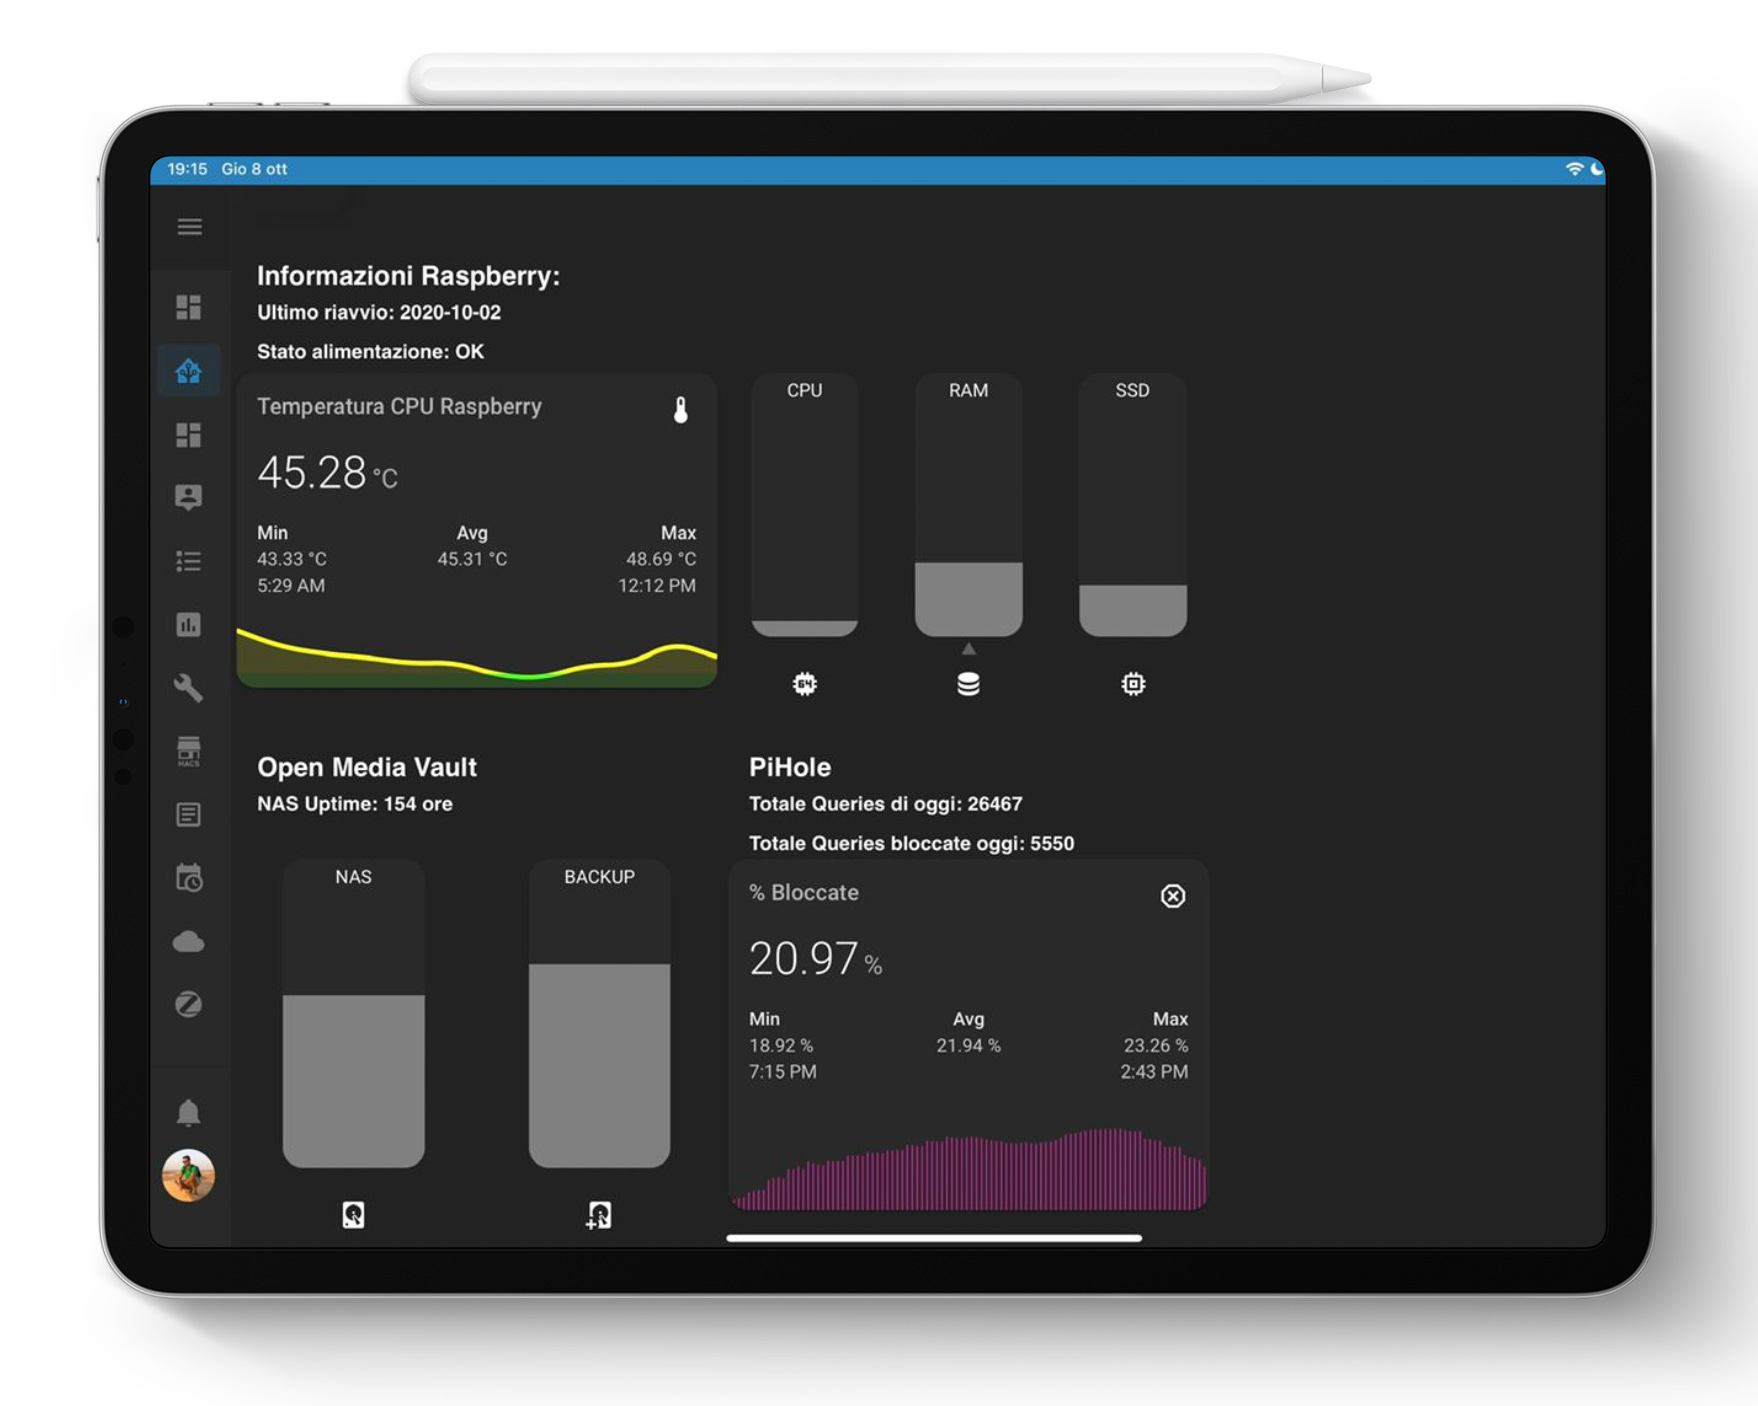 19:15 Gio 8 ott
Informazioni Raspberry:
Ultimo riavvio: 2020-10-02
Stato alimentazione: OK
Temperatura CPU Raspberry
45.28 °C
Min Avg Max
43.33 °C 45.31 °C 48.69 °C
5:29 AM 12:12 PM
CPU RAM SSD
64
HACS
Open Media Vault
NAS Uptime: 154 ore
NAS BACKUP
PiHole
Totale Queries di oggi: 26467
Totale Queries bloccate oggi: 5550
% Bloccate
20.97 %
Min Avg Max
18.92 % 21.94 % 23.26 %
7:15 PM 2:43 PM